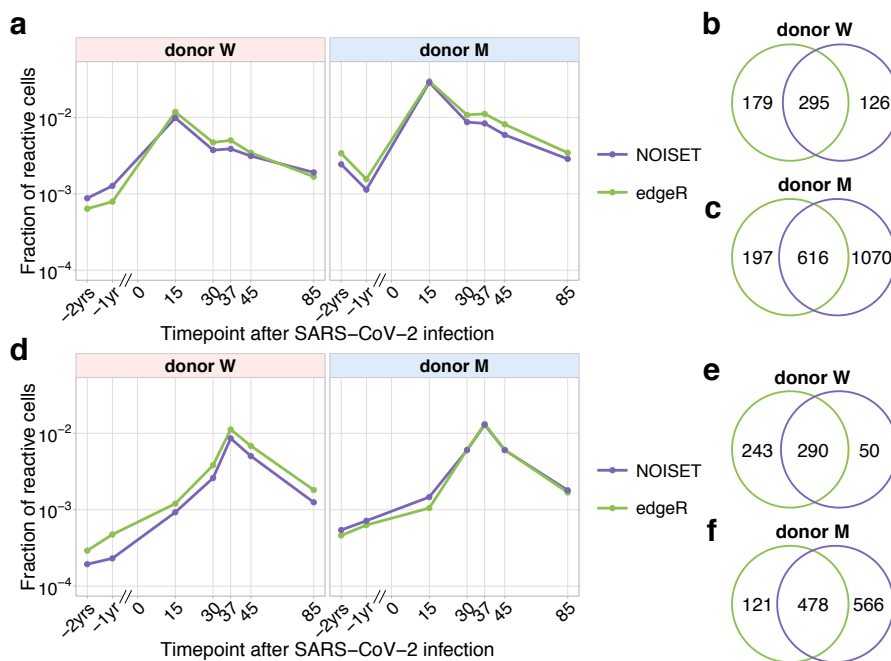 a
donor W donor M
Fraction of reactive cells
10−2
10−3
10−4
−2yrs −1yr // 0 15 30 37 45 85 // 0 15 30 37 45 85
Timepoint after SARS−CoV−2 infection
NOISET
edgeR
b
donor W
179 295 126
c
donor M
197 616 1070
d
donor W donor M
Fraction of reactive cells
10−2
10−3
10−4
−2yrs −1yr // 0 15 30 37 45 85 // 0 15 30 37 45 85
Timepoint after SARS−CoV−2 infection
NOISET
edgeR
e
donor W
243 290 50
f
donor M
121 478 566